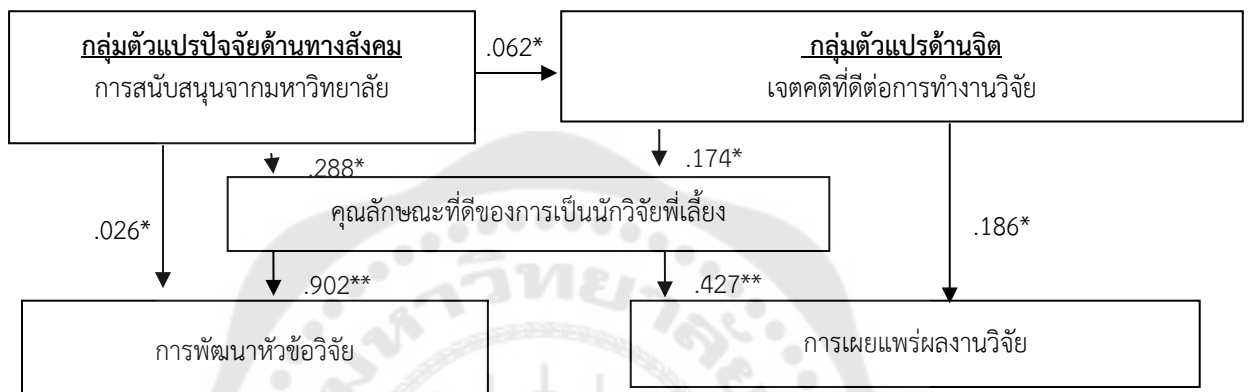 กลุ่มตัวแปรปัจจัยด้านทางสังคม
การสนับสนุนจากมหาวิทยาลัย
.062*
กลุ่มตัวแปรด้านจิต
เจตคติที่ดีต่อการทำงานวิจัย
.288*
.174*
คุณลักษณะที่ดีของการเป็นนักวิจัยพี่เลี้ยง
.026*
.186*
.902**
.427**
การพัฒนาหัวข้อวิจัย
การเผยแพร่ผลงานวิจัย